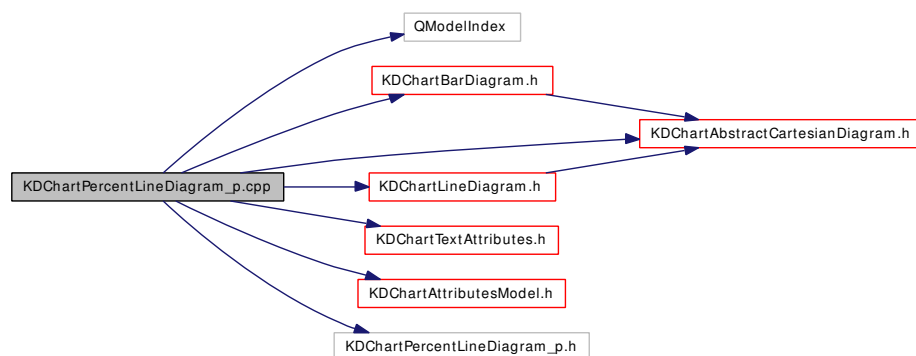 QModelIndex
KDChartBarDiagram.h
KDChartAbstractCartesianDiagram.h
KDChartPercentLineDiagram_p.cpp
KDChartLineDiagram.h
KDChartTextAttributes.h
KDChartAttributesModel.h
KDChartPercentLineDiagram_p.h